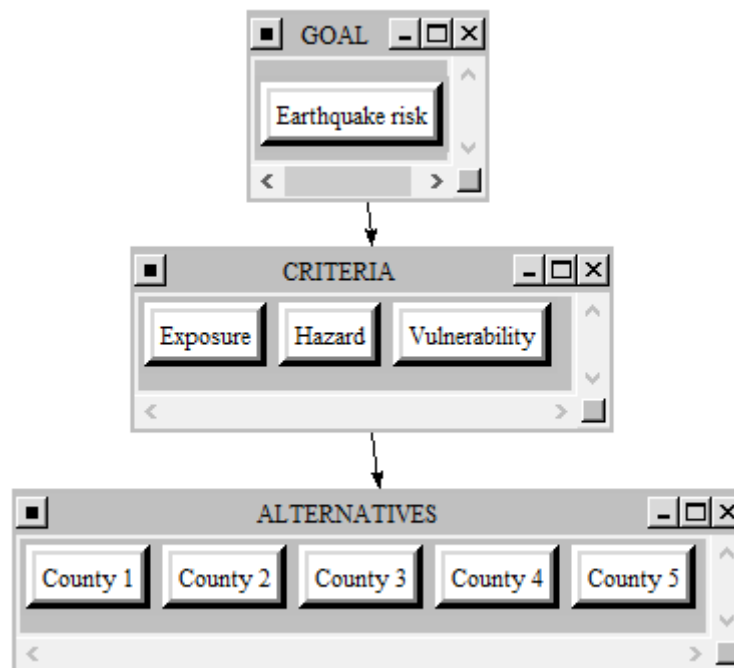 GOAL
Earthquake risk
CRITERIA
Exposure Hazard Vulnerability
ALTERNATIVES
County 1 County 2 County 3 County 4 County 5